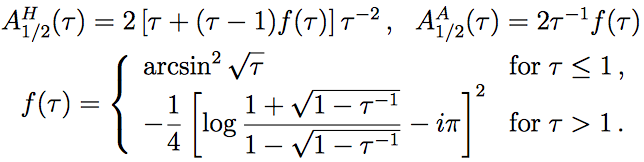 A^H_{1/2}(τ) = 2 [τ + (τ − 1)f(τ)] τ^{−2} ,   A^A_{1/2}(τ) = 2τ^{−1} f(τ)
f(τ) = { arcsin² √τ   for τ ≤ 1 ,
−1/4 [log (1 + √(1 − τ^{−1}))/(1 − √(1 − τ^{−1})) − iπ]²   for τ > 1 .